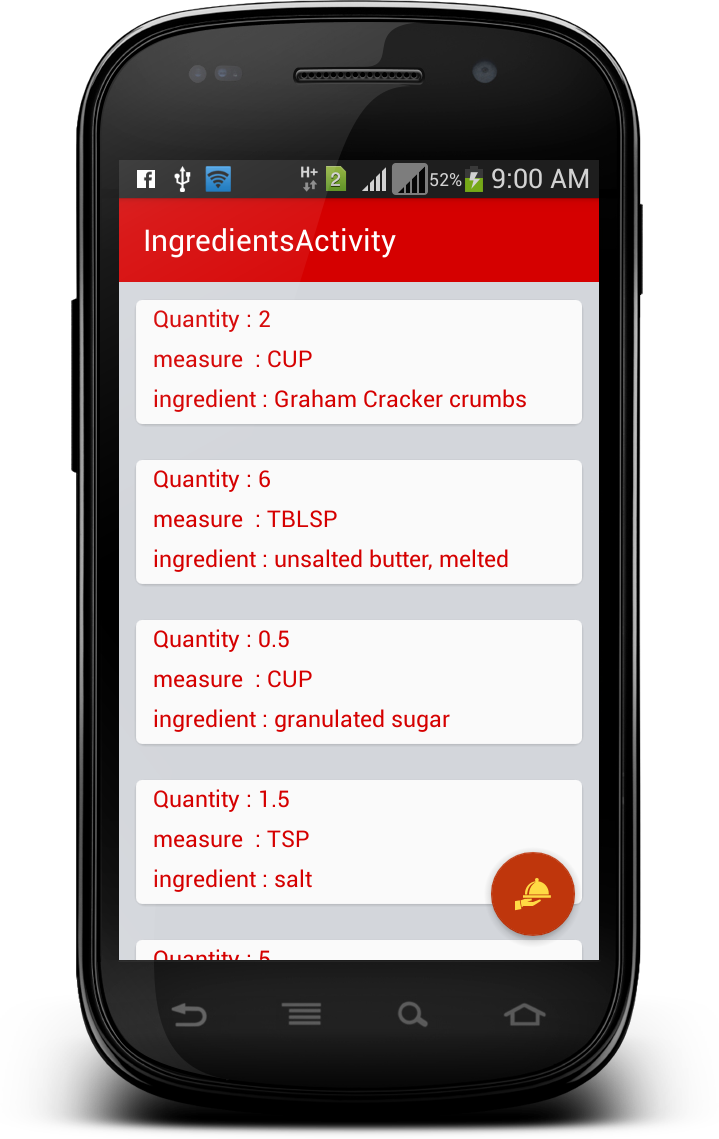 H+ 2 52% 9:00 AM
IngredientsActivity
Quantity : 2
measure  : CUP
ingredient : Graham Cracker crumbs
Quantity : 6
measure  : TBLSP
ingredient : unsalted butter, melted
Quantity : 0.5
measure  : CUP
ingredient : granulated sugar
Quantity : 1.5
measure  : TSP
ingredient : salt
Quantity : 5